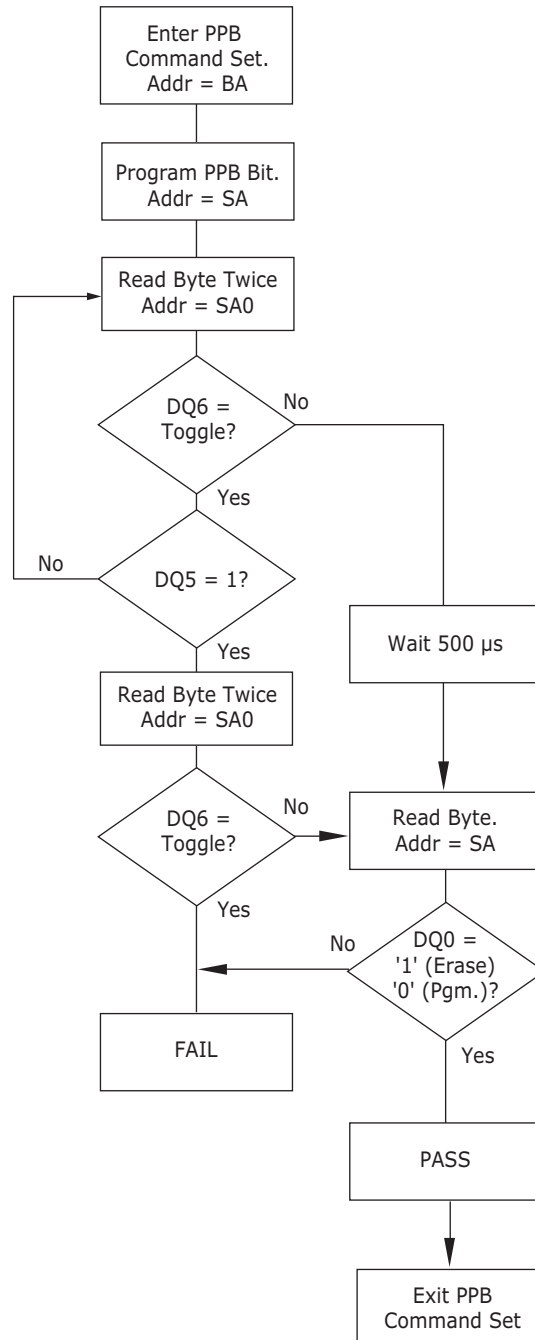 Enter PPB
Command Set.
Addr = BA
Program PPB Bit.
Addr = SA
Read Byte Twice
Addr = SA0
DQ6 =
Toggle?
No
Yes
DQ5 = 1?
No
Yes
Wait 500 µs
Read Byte Twice
Addr = SA0
DQ6 =
Toggle?
No
Yes
Read Byte.
Addr = SA
DQ0 =
'1' (Erase)
'0' (Pgm.)?
No
Yes
FAIL
PASS
Exit PPB
Command Set